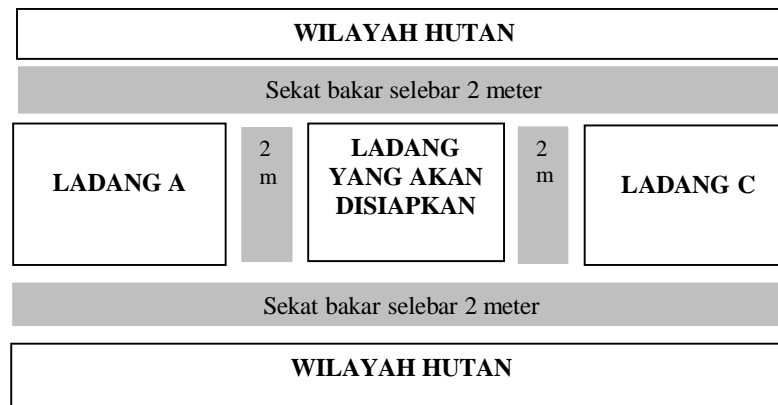 WILAYAH HUTAN
Sekat bakar selebar 2 meter
LADANG A
2
m
LADANG
YANG AKAN
DISIAPKAN
2
m
LADANG C
Sekat bakar selebar 2 meter
WILAYAH HUTAN